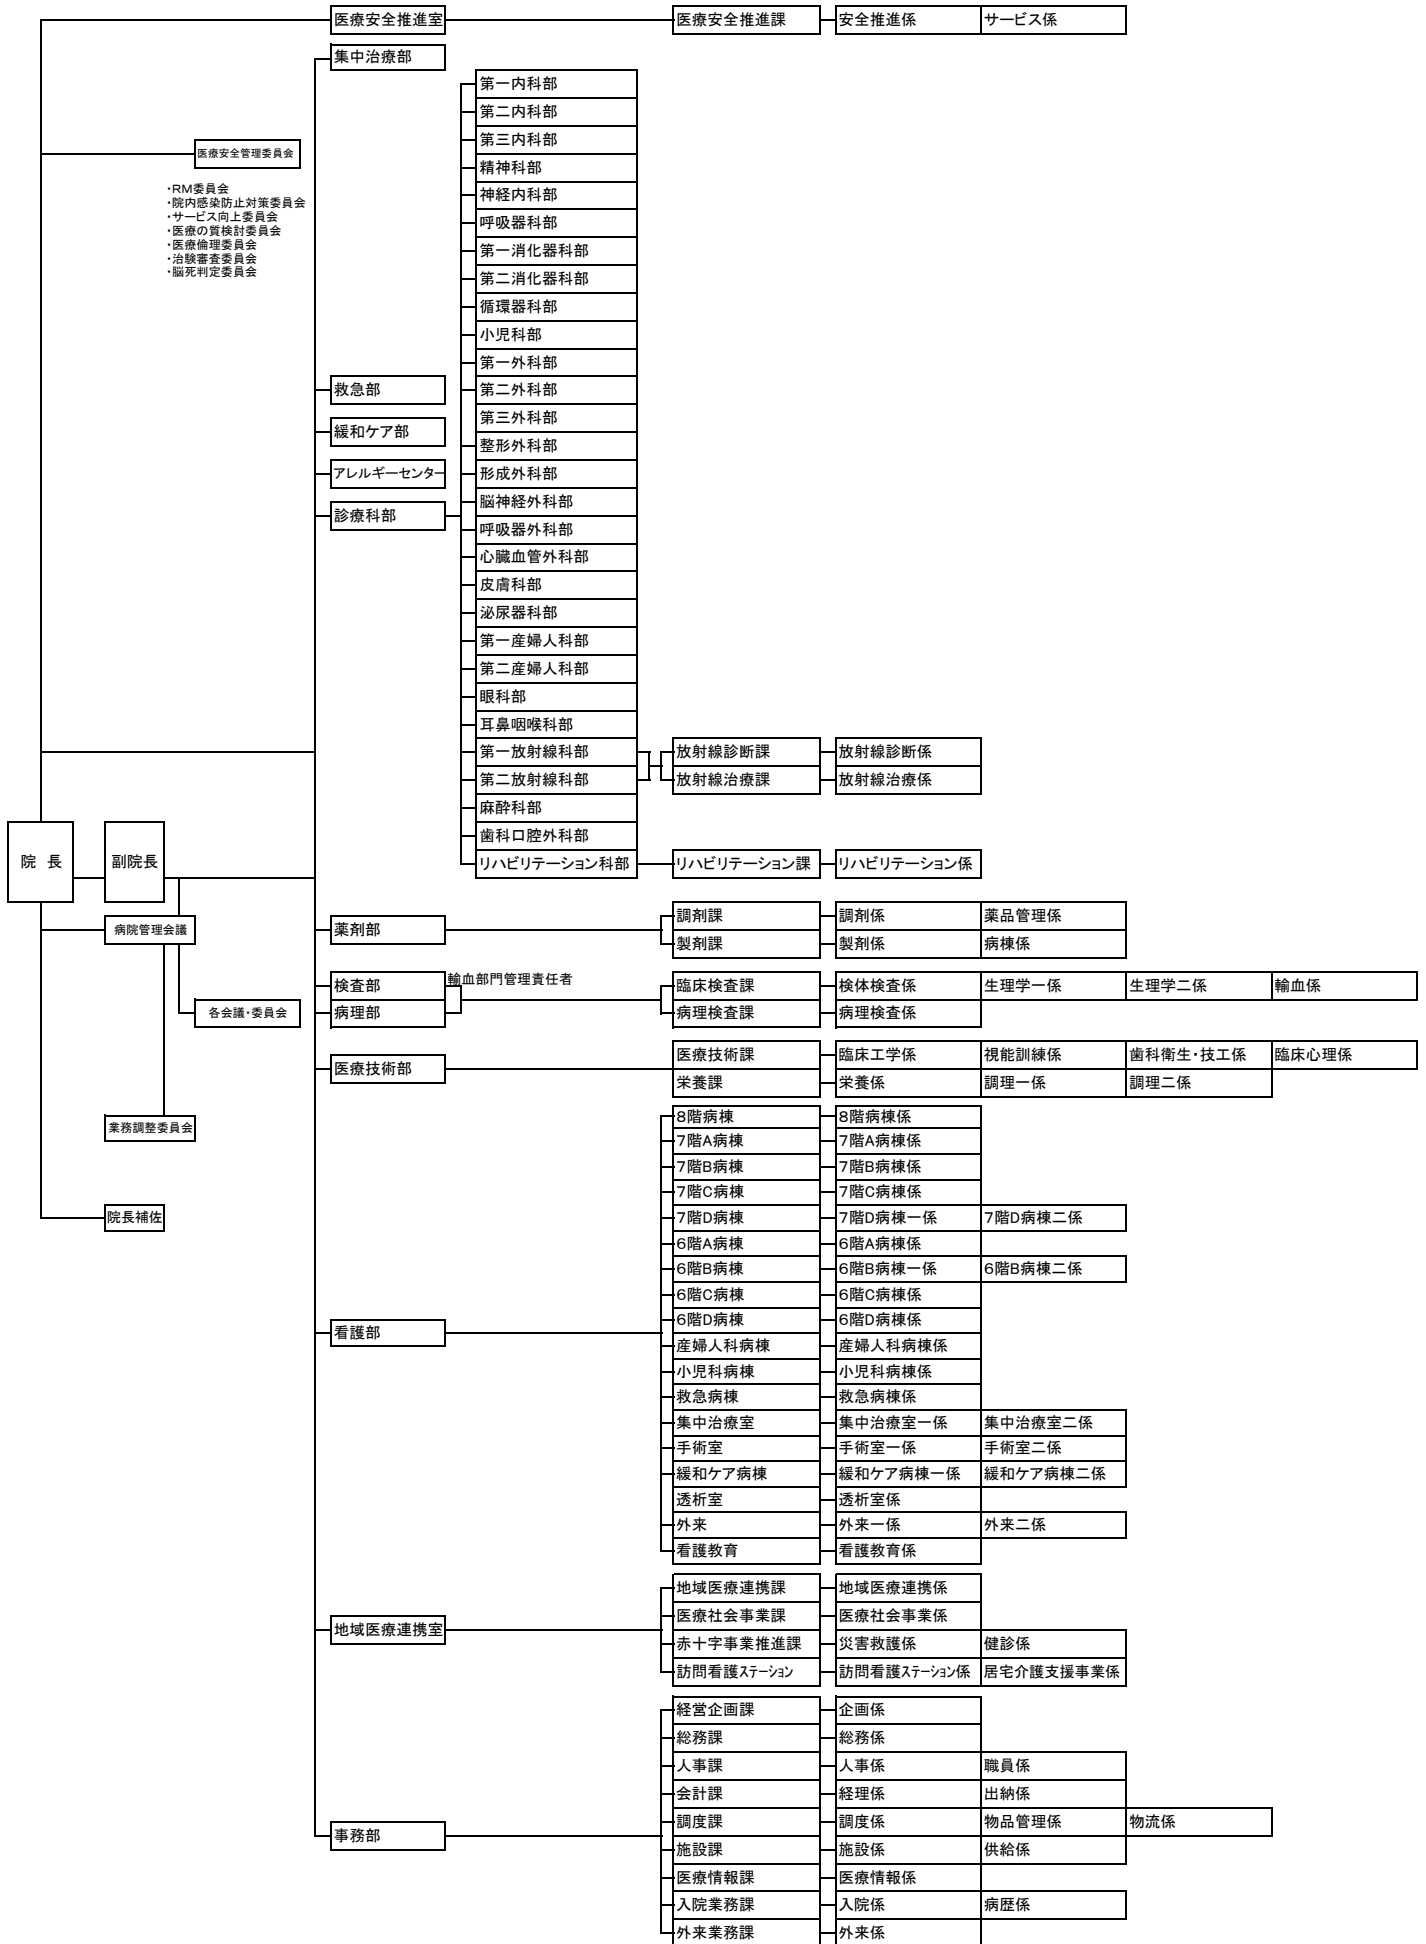 医療安全推進室 医療安全推進課 安全推進係 サービス係
集中治療部
第一内科部
第二内科部
第三内科部
医療安全管理委員会
精神科部
・RM委員会
神経内科部
・院内感染防止対策委員会
・サービス向上委員会
呼吸器科部
・医療の質検討委員会
・医療倫理委員会
第一消化器科部
・治験審査委員会
・脳死判定委員会
第二消化器科部
循環器科部
小児科部
第一外科部
救急部 第二外科部
第三外科部
緩和ケア部
整形外科部
アレルギーセンター 形成外科部
脳神経外科部
診療科部
呼吸器外科部
心臓血管外科部
皮膚科部
泌尿器科部
第一産婦人科部
第二産婦人科部
眼科部
耳鼻咽喉科部
第一放射線科部 放射線診断課 放射線診断係
第二放射線科部 放射線治療課 放射線治療係
麻酔科部
歯科口腔外科部
院 長 副院長 リハビリテーション科部 リハビリテーション課 リハビリテーション係
病院管理会議
薬剤部
調剤課 調剤係 薬品管理係
製剤課 製剤係 病棟係
輸血部門管理責任者
検査部 臨床検査課 検体検査係 生理学一係 生理学二係 輸血係
各会議・委員会 病理部 病理検査課 病理検査係
医療技術部
医療技術課 臨床工学係 視能訓練係 歯科衛生・技工係 臨床心理係
栄養課 栄養係 調理一係 調理二係
8階病棟 8階病棟係
業務調整委員会
7階A病棟 7階A病棟係
7階B病棟 7階B病棟係
7階C病棟 7階C病棟係
院長補佐 7階D病棟 7階D病棟一係 7階D病棟二係
6階A病棟 6階A病棟係
6階B病棟 6階B病棟一係 6階B病棟二係
6階C病棟 6階C病棟係
6階D病棟 6階D病棟係
看護部
産婦人科病棟 産婦人科病棟係
小児科病棟 小児科病棟係
救急病棟 救急病棟係
集中治療室 集中治療室一係 集中治療室二係
手術室 手術室一係 手術室二係
緩和ケア病棟 緩和ケア病棟一係 緩和ケア病棟二係
透析室 透析室係
外来 外来一係 外来二係
看護教育 看護教育係
地域医療連携課 地域医療連携係
医療社会事業課 医療社会事業係
地域医療連携室
赤十字事業推進課 災害救護係 健診係
訪問看護ステーション 訪問看護ステーション係 居宅介護支援事業係
経営企画課 企画係
総務課 総務係
人事課 人事係 職員係
会計課 経理係 出納係
調度課 調度係 物品管理係 物流係
事務部
施設課 施設係 供給係
医療情報課 医療情報係
入院業務課 入院係 病歴係
外来業務課 外来係